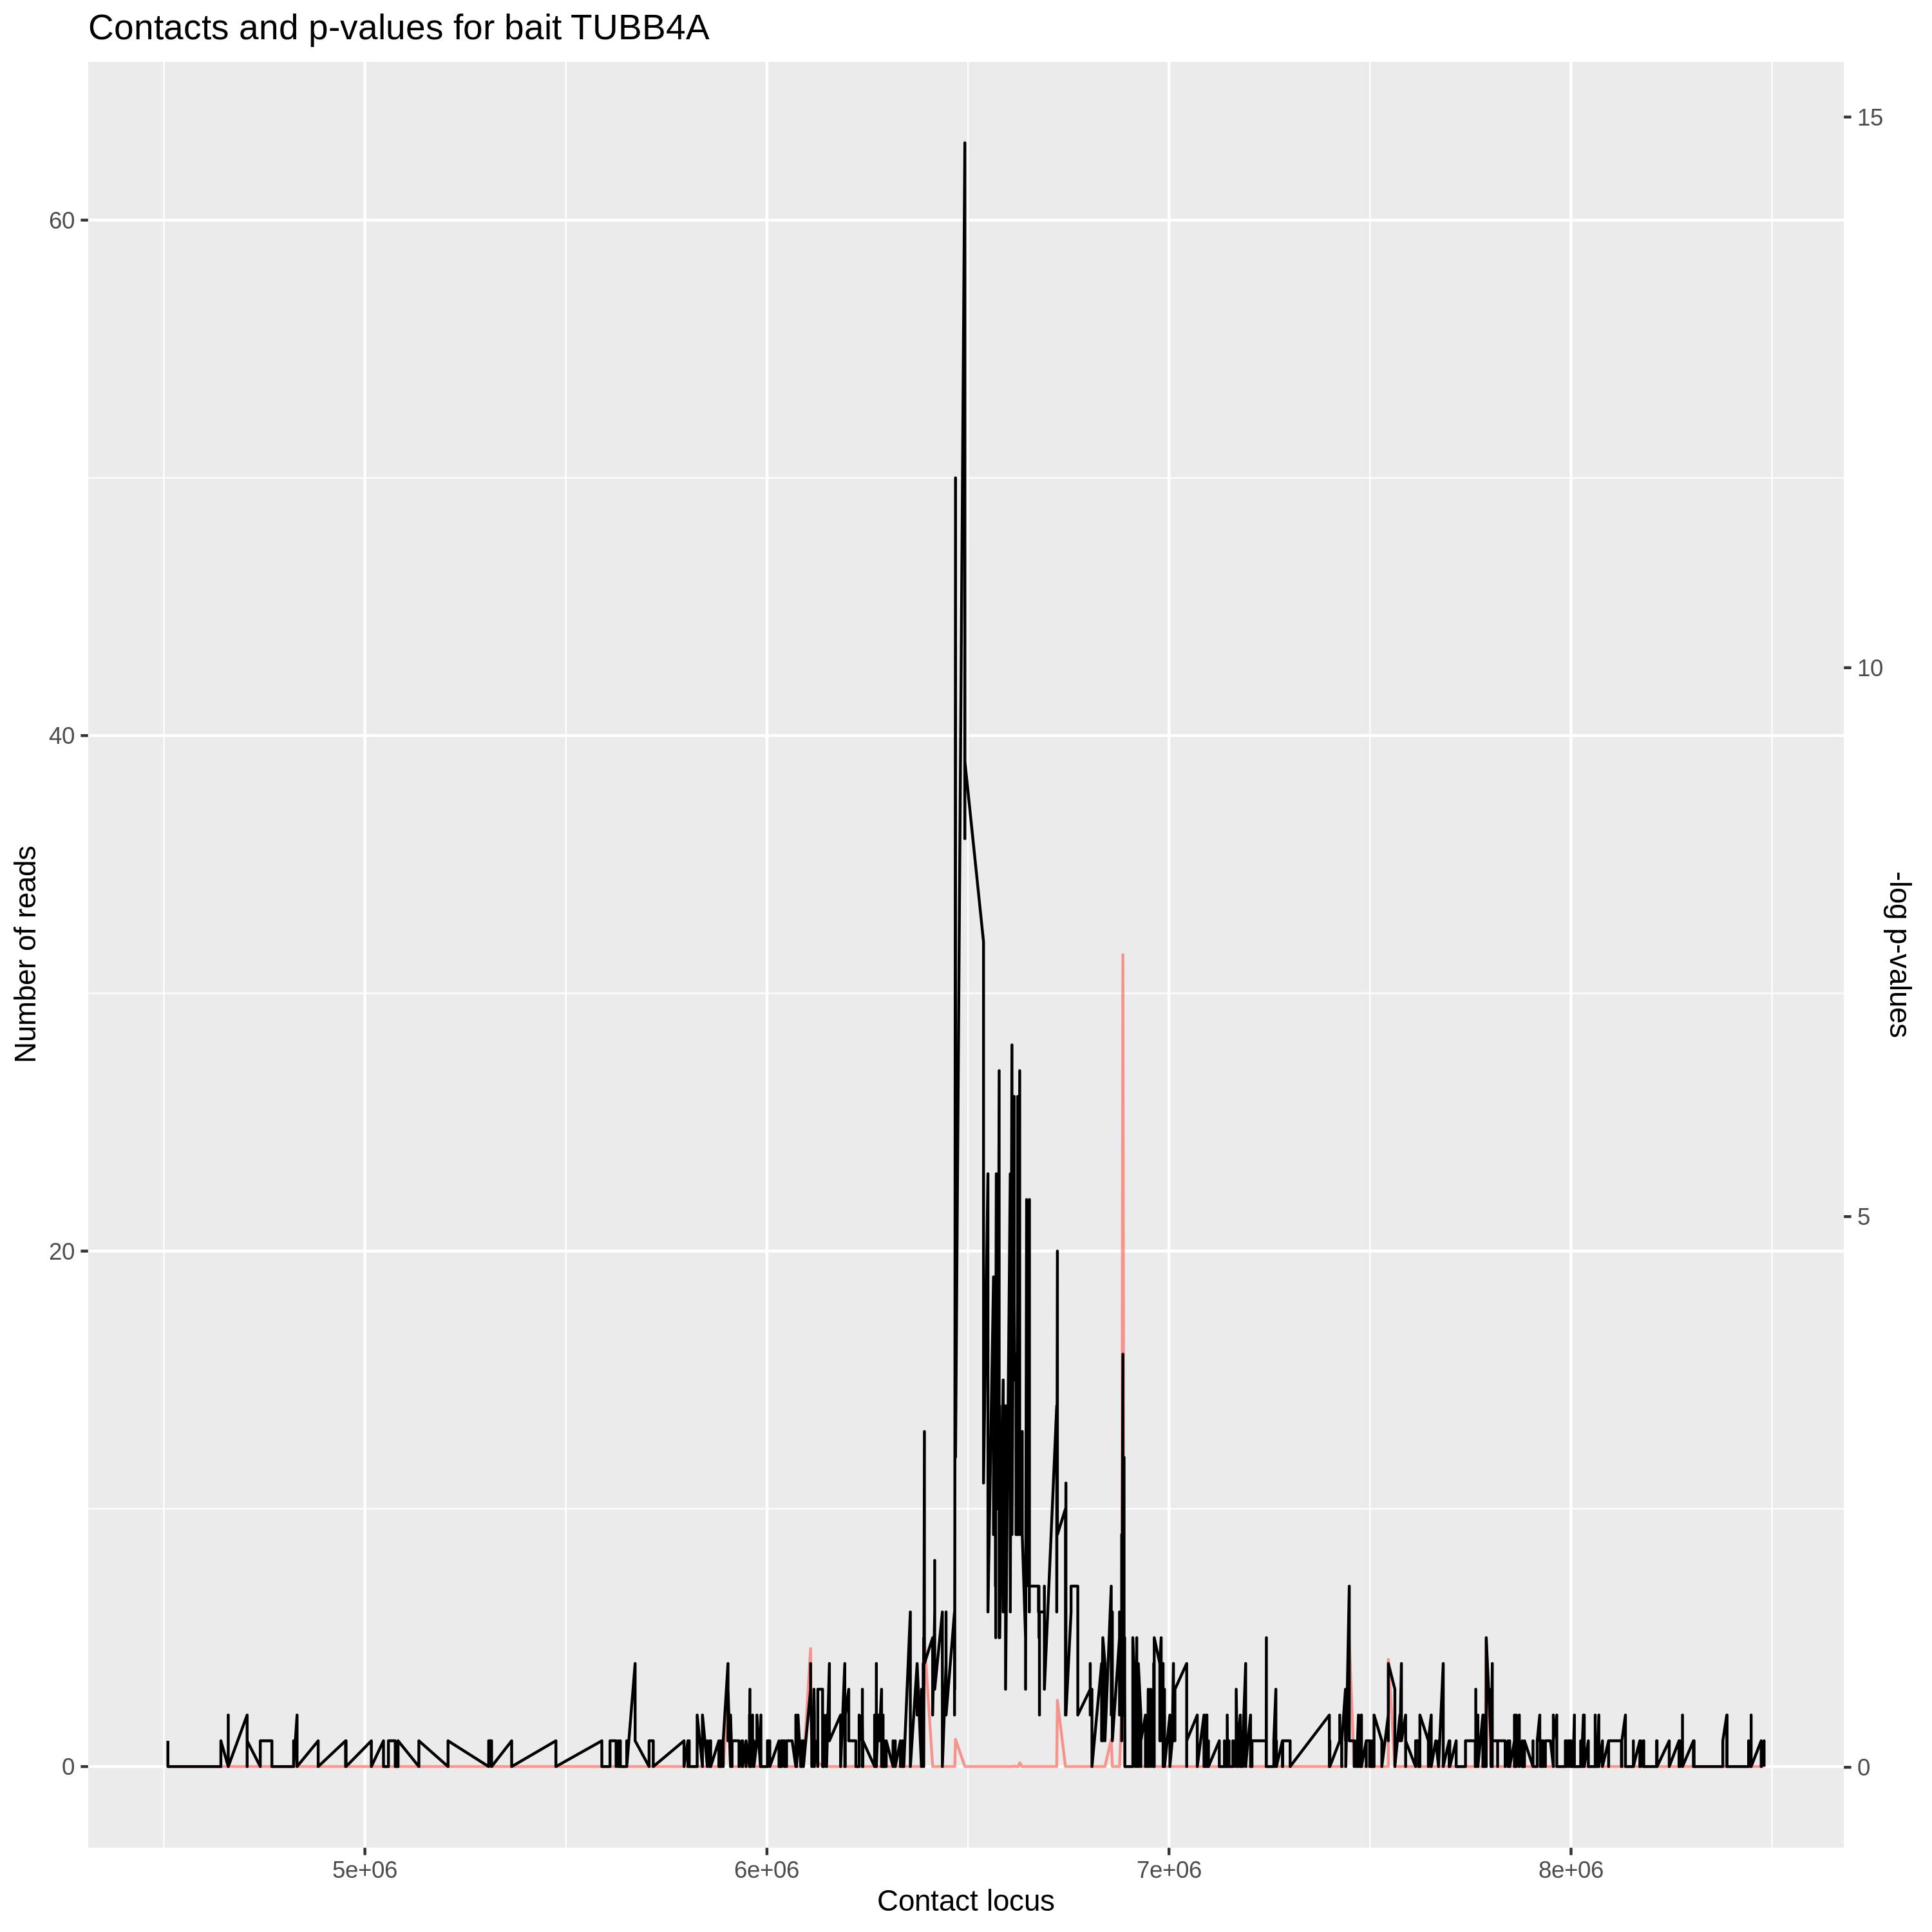 Contacts and p-values for bait TUBB4A
15
60
10
40
Number of reads
-log p-values
5
20
0
0
5e+06
6e+06
7e+06
8e+06
Contact locus